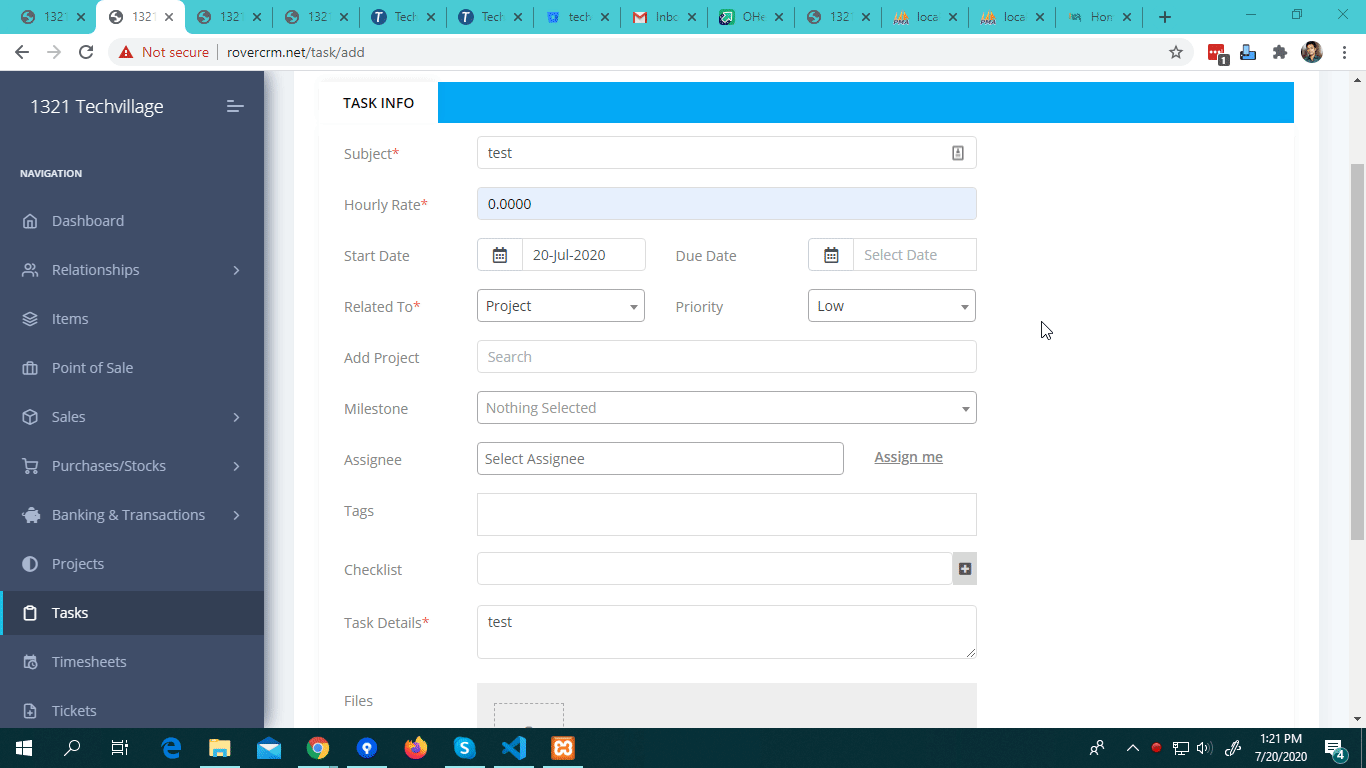 1321
1321
1321
1321
Tech
Tech
tech
Inbo
OHe
1321
loca
loca
Hon
Not secure
rovercrm.net/task/add
1
1321 Techvillage
NAVIGATION
Dashboard
Relationships
Items
Point of Sale
Sales
Purchases/Stocks
Banking & Transactions
Projects
Tasks
Timesheets
Tickets
TASK INFO
Subject* test
Hourly Rate* 0.0000
Start Date 20-Jul-2020 Due Date Select Date
Related To* Project Priority Low
Add Project Search
Milestone Nothing Selected
Assignee Select Assignee Assign me
Tags
Checklist
Task Details* test
Files
1:21 PM
7/20/2020
4